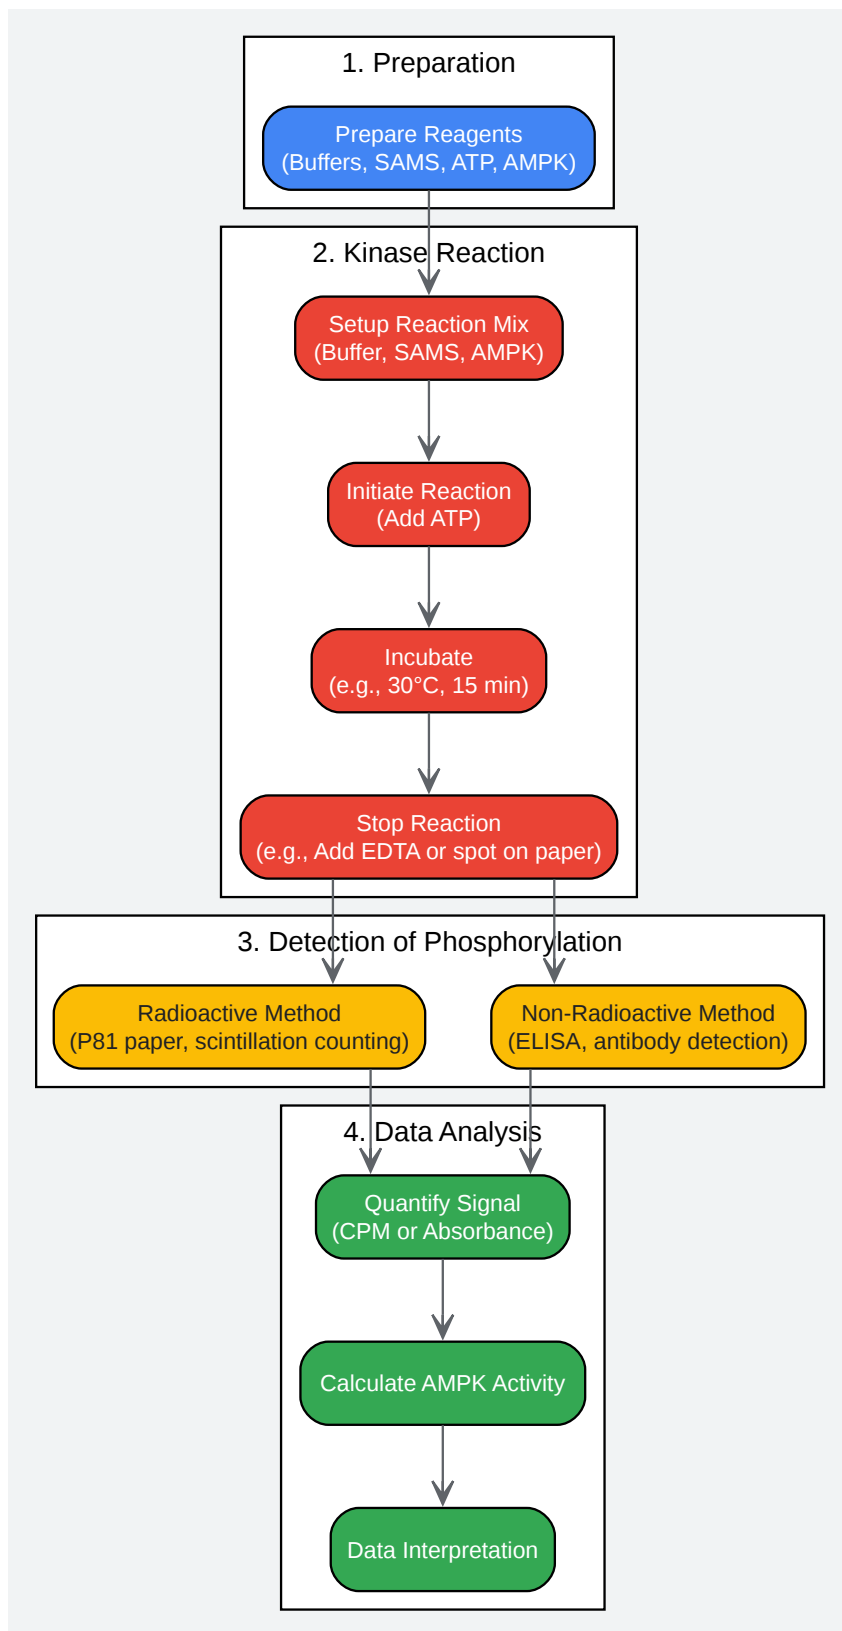 1. Preparation
Prepare Reagents
(Buffers, SAMS, ATP, AMPK)
2. Kinase Reaction
Setup Reaction Mix
(Buffer, SAMS, AMPK)
Initiate Reaction
(Add ATP)
Incubate
(e.g., 30°C, 15 min)
Stop Reaction
(e.g., Add EDTA or spot on paper)
3. Detection of Phosphorylation
Radioactive Method
(P81 paper, scintillation counting)
Non-Radioactive Method
(ELISA, antibody detection)
4. Data Analysis
Quantify Signal
(CPM or Absorbance)
Calculate AMPK Activity
Data Interpretation